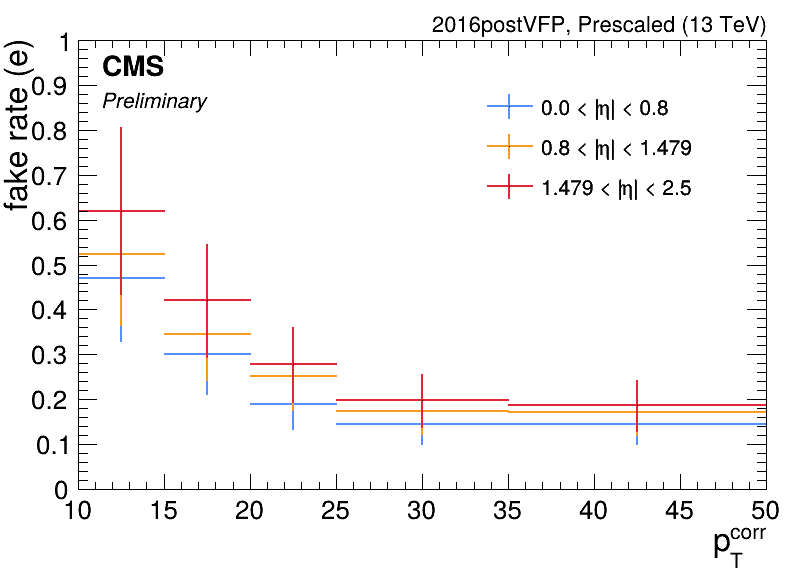 2016postVFP, Prescaled (13 TeV)
CMS
Preliminary
fake rate (e)
1
0.9
0.8
0.7
0.6
0.5
0.4
0.3
0.2
0.1
0
0.0 < |η| < 0.8
0.8 < |η| < 1.479
1.479 < |η| < 2.5
10 15 20 25 30 35 40 45 50
p_T^corr